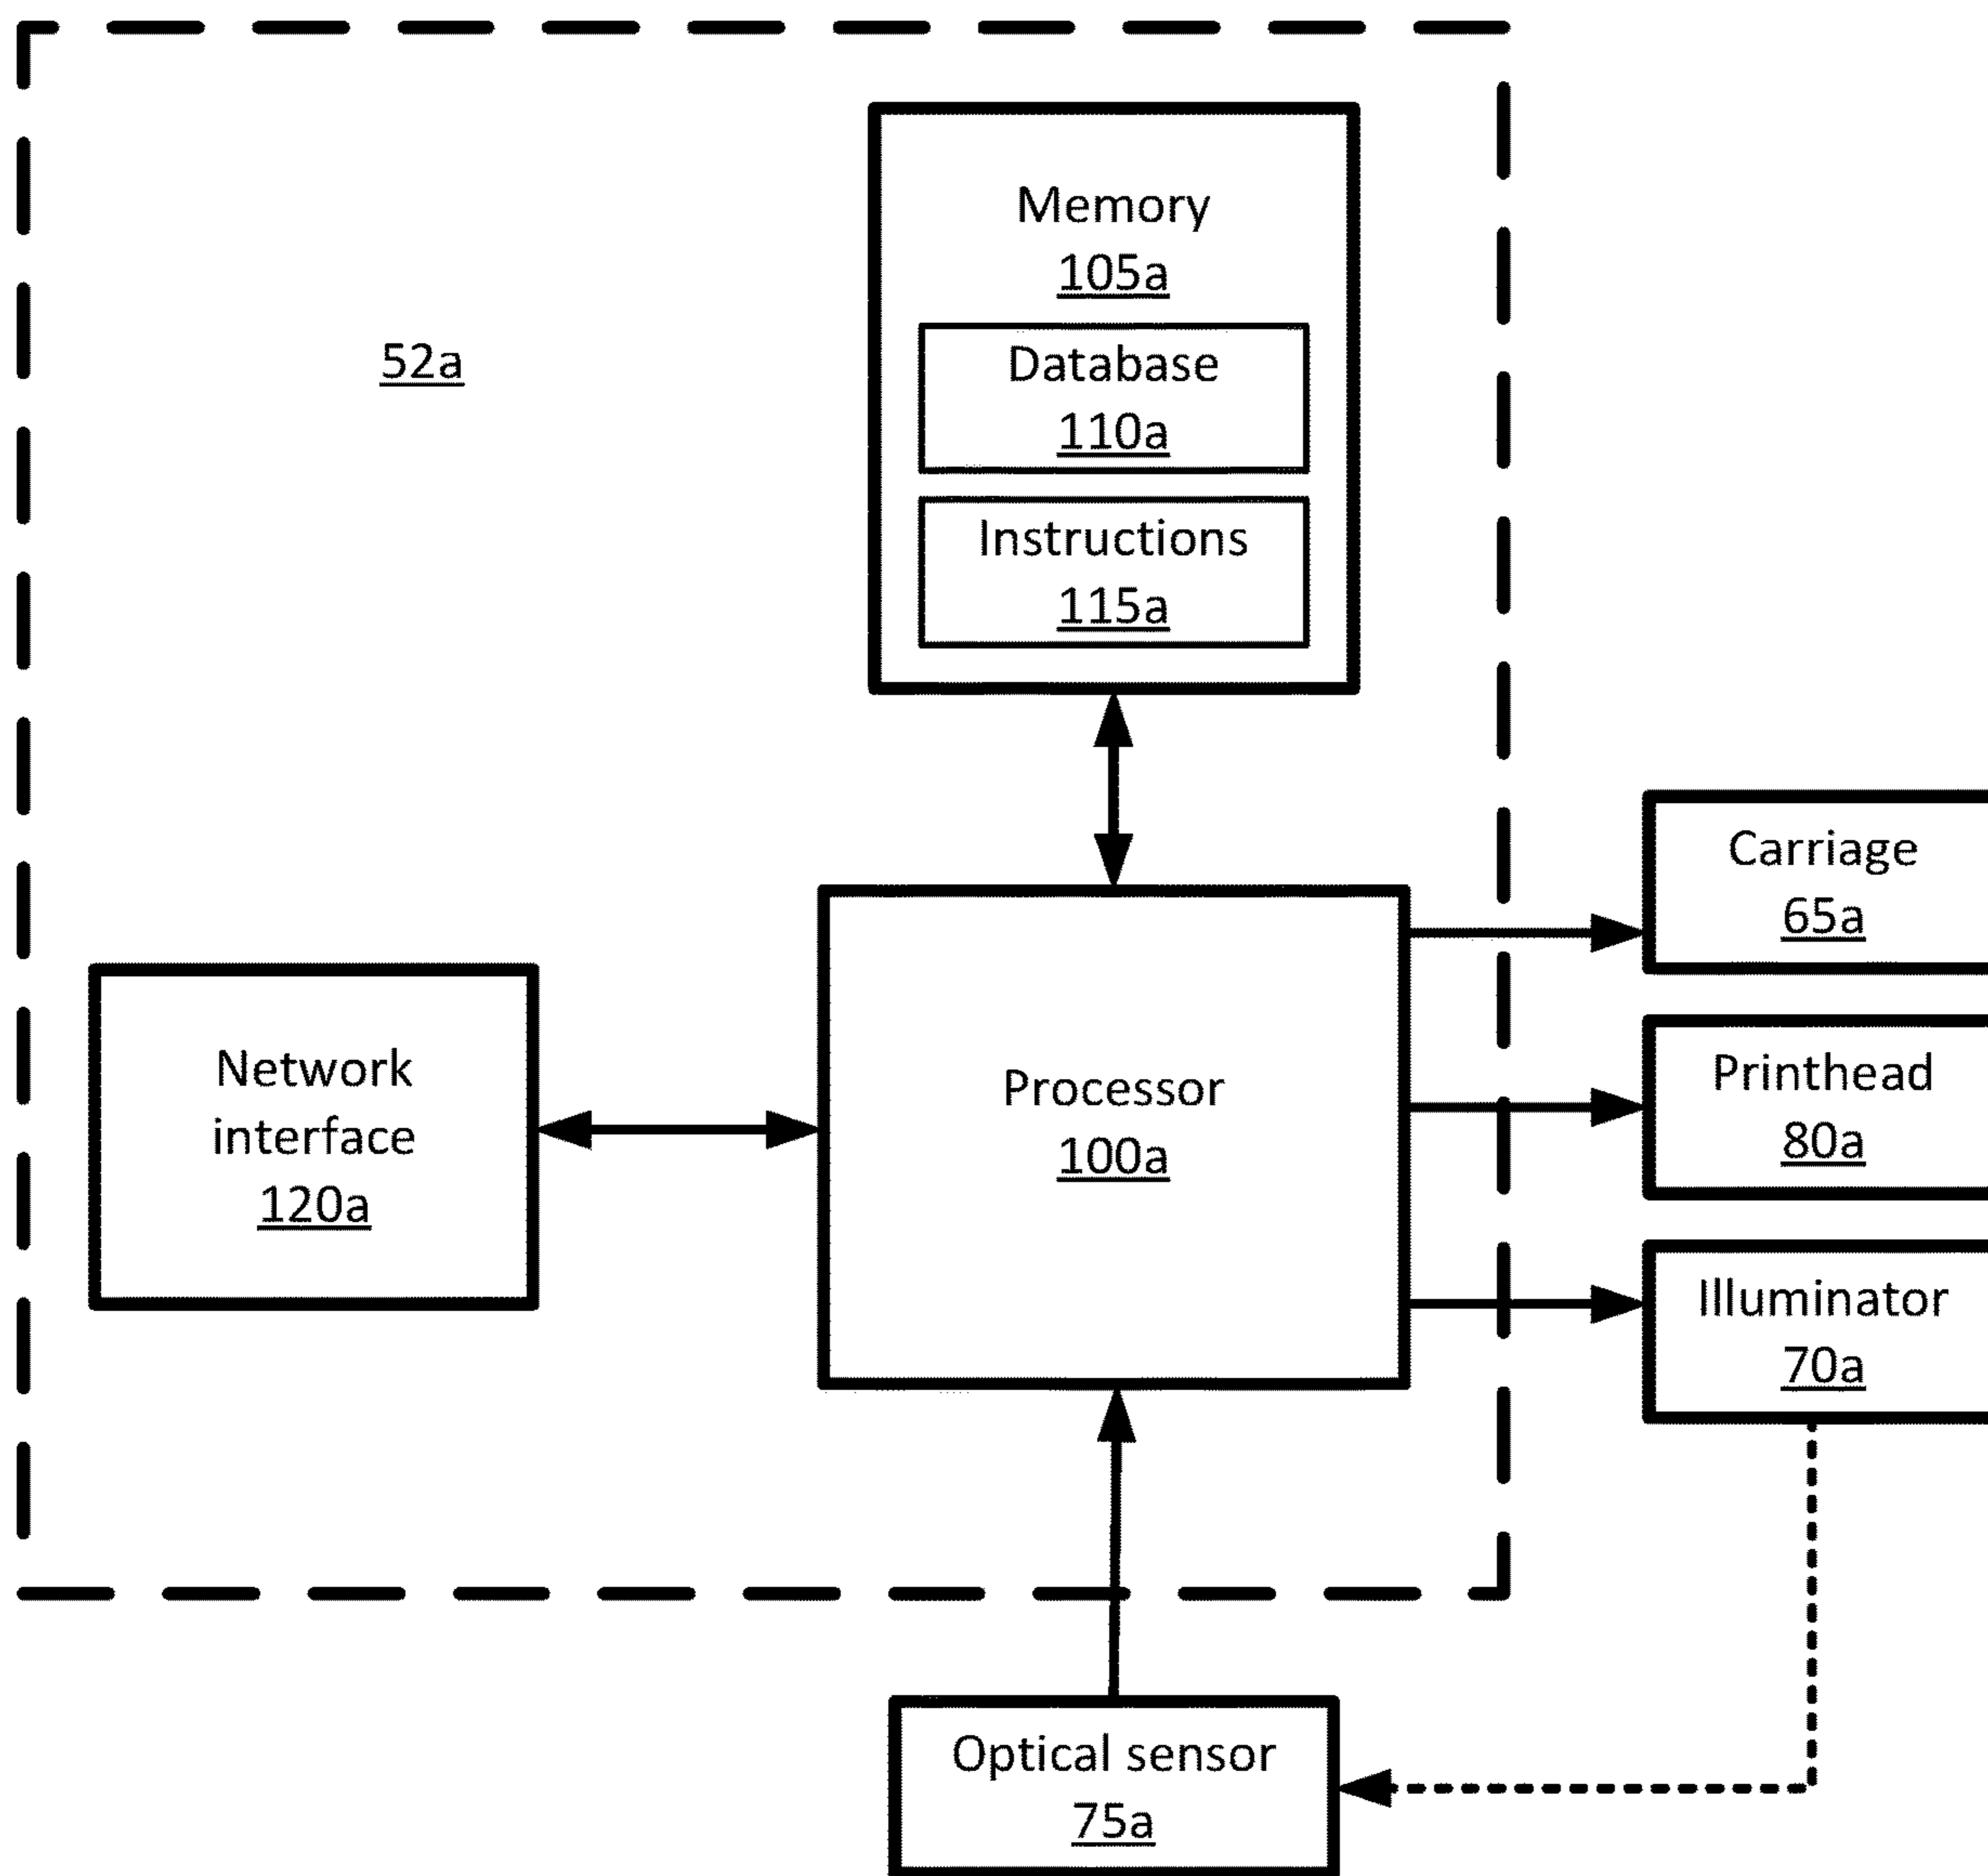 Memory
105a
Database
110a
52a
Instructions
115a
Carriage
65a
Network
interface
120a
Processor
100a
Printhead
80a
Illuminator
70a
Optical sensor
75a